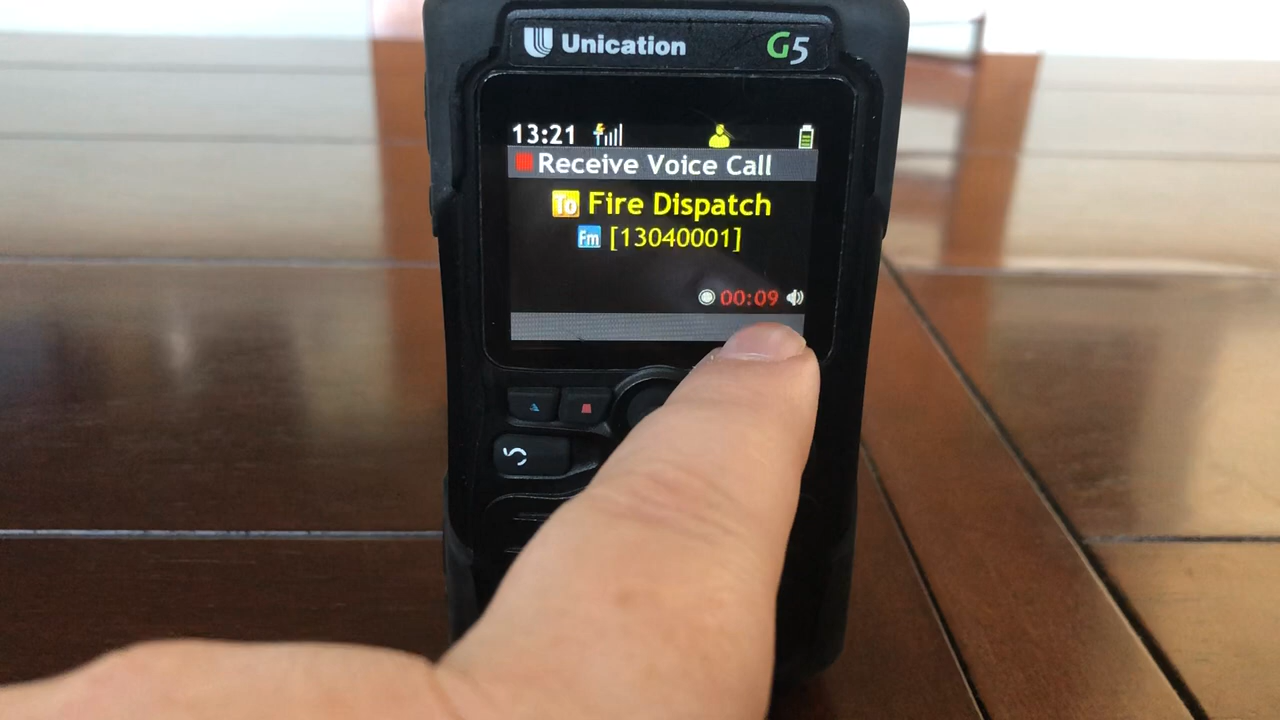 Unication G5
13:21
Receive Voice Call
To Fire Dispatch
Fm [13040001]
00:09